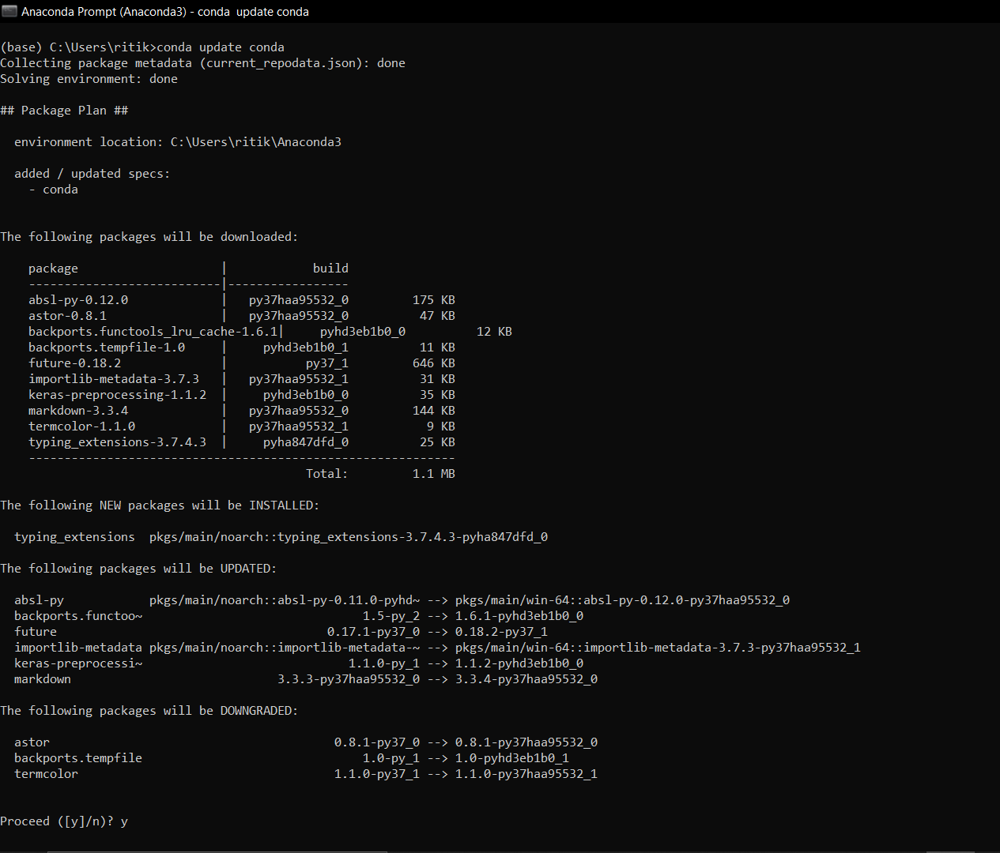 Anaconda Prompt (Anaconda3) - conda  update conda
(base) C:\Users\ritik>conda update conda
Collecting package metadata (current_repodata.json): done
Solving environment: done
## Package Plan ##
  environment location: C:\Users\ritik\Anaconda3
  added / updated specs:
    - conda
The following packages will be downloaded:
    package                    |            build
    ---------------------------|-----------------
    absl-py-0.12.0             |   py37haa95532_0         175 KB
    astor-0.8.1                |   py37haa95532_0          47 KB
    backports.functools_lru_cache-1.6.1|     pyhd3eb1b0_0          12 KB
    backports.tempfile-1.0     |     pyhd3eb1b0_1          11 KB
    future-0.18.2              |           py37_1         646 KB
    importlib-metadata-3.7.3   |   py37haa95532_1          31 KB
    keras-preprocessing-1.1.2  |     pyhd3eb1b0_0          35 KB
    markdown-3.3.4             |   py37haa95532_0         144 KB
    termcolor-1.1.0            |   py37haa95532_1           9 KB
    typing_extensions-3.7.4.3  |     pyha847dfd_0          25 KB
    ------------------------------------------------------------
                                           Total:         1.1 MB
The following NEW packages will be INSTALLED:
  typing_extensions  pkgs/main/noarch::typing_extensions-3.7.4.3-pyha847dfd_0
The following packages will be UPDATED:
  absl-py            pkgs/main/noarch::absl-py-0.11.0-pyhd~ --> pkgs/main/win-64::absl-py-0.12.0-py37haa95532_0
  backports.functoo~                               1.5-py_2 --> 1.6.1-pyhd3eb1b0_0
  future                                      0.17.1-py37_0 --> 0.18.2-py37_1
  importlib-metadata pkgs/main/noarch::importlib-metadata-~ --> pkgs/main/win-64::importlib-metadata-3.7.3-py37haa95532_1
  keras-preprocessi~                             1.1.0-py_1 --> 1.1.2-pyhd3eb1b0_0
  markdown                             3.3.3-py37haa95532_0 --> 3.3.4-py37haa95532_0
The following packages will be DOWNGRADED:
  astor                                        0.8.1-py37_0 --> 0.8.1-py37haa95532_0
  backports.tempfile                               1.0-py_1 --> 1.0-pyhd3eb1b0_1
  termcolor                                    1.1.0-py37_1 --> 1.1.0-py37haa95532_1
Proceed ([y]/n)? y